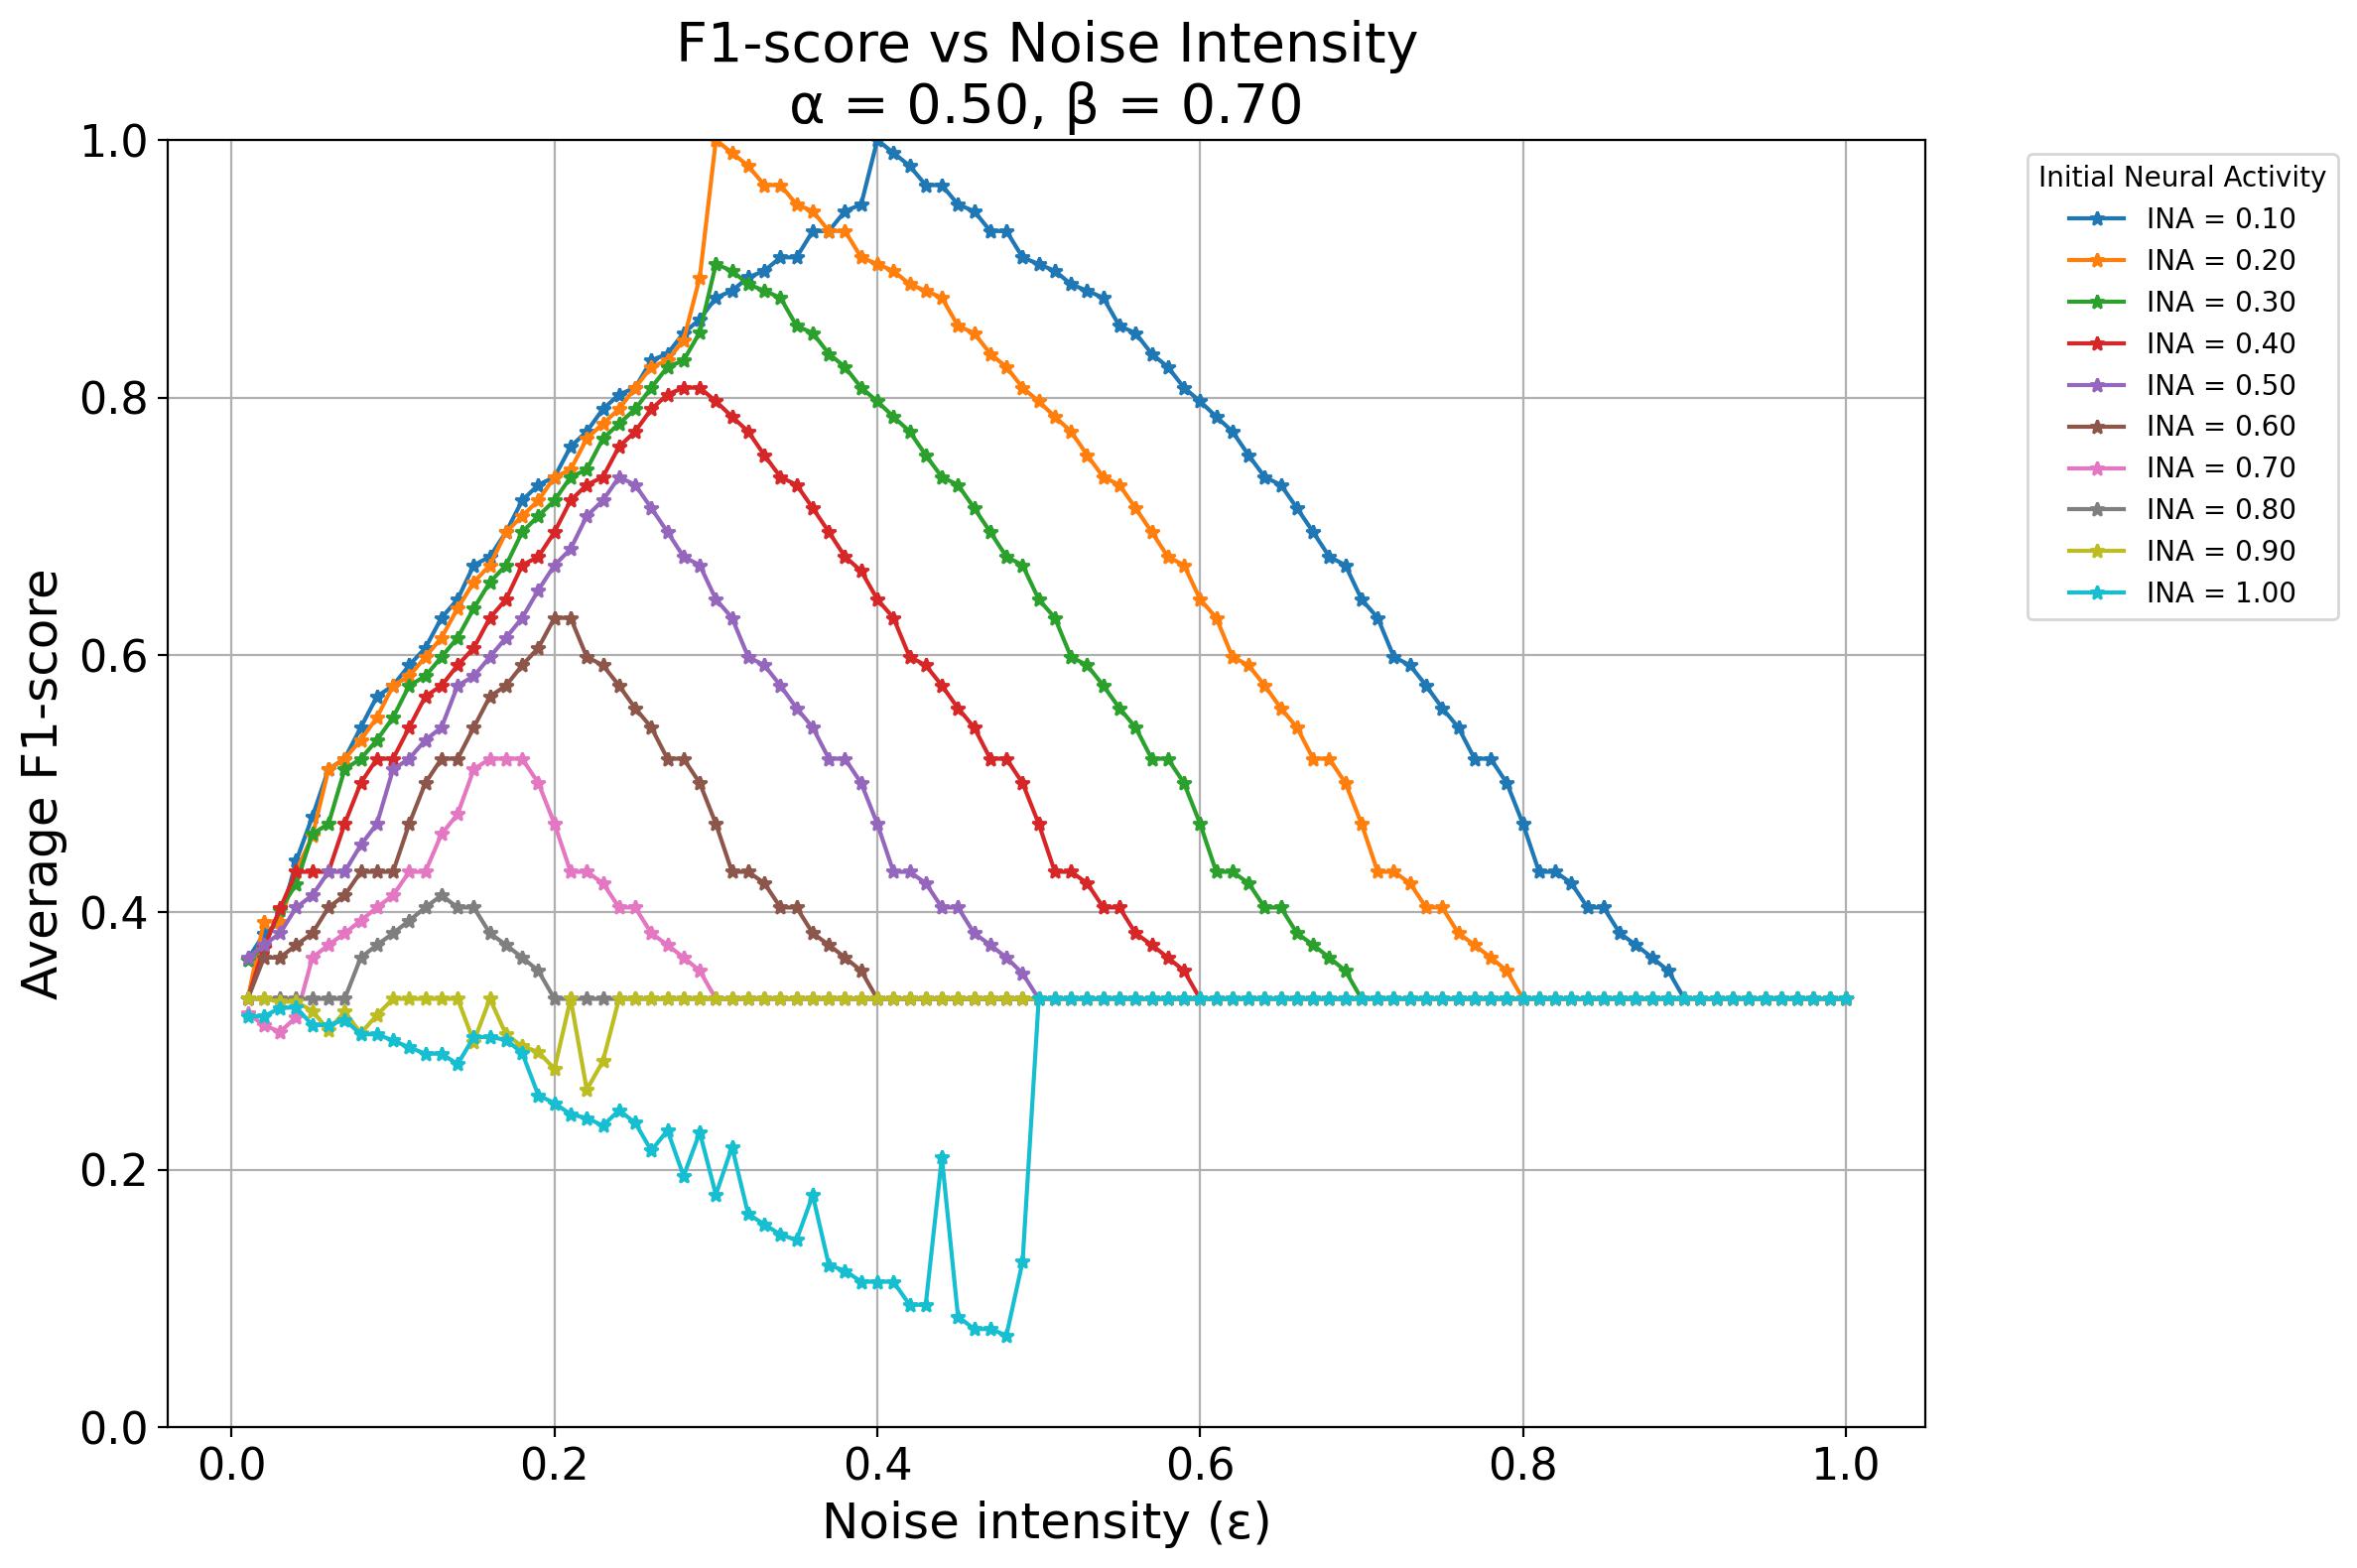 F1-score vs Noise Intensity
α = 0.50, β = 0.70
1.0
0.8
0.6
0.4
0.2
0.0
Average F1-score
0.0 0.2 0.4 0.6 0.8 1.0
Noise intensity (ε)
Initial Neural Activity
INA = 0.10
INA = 0.20
INA = 0.30
INA = 0.40
INA = 0.50
INA = 0.60
INA = 0.70
INA = 0.80
INA = 0.90
INA = 1.00